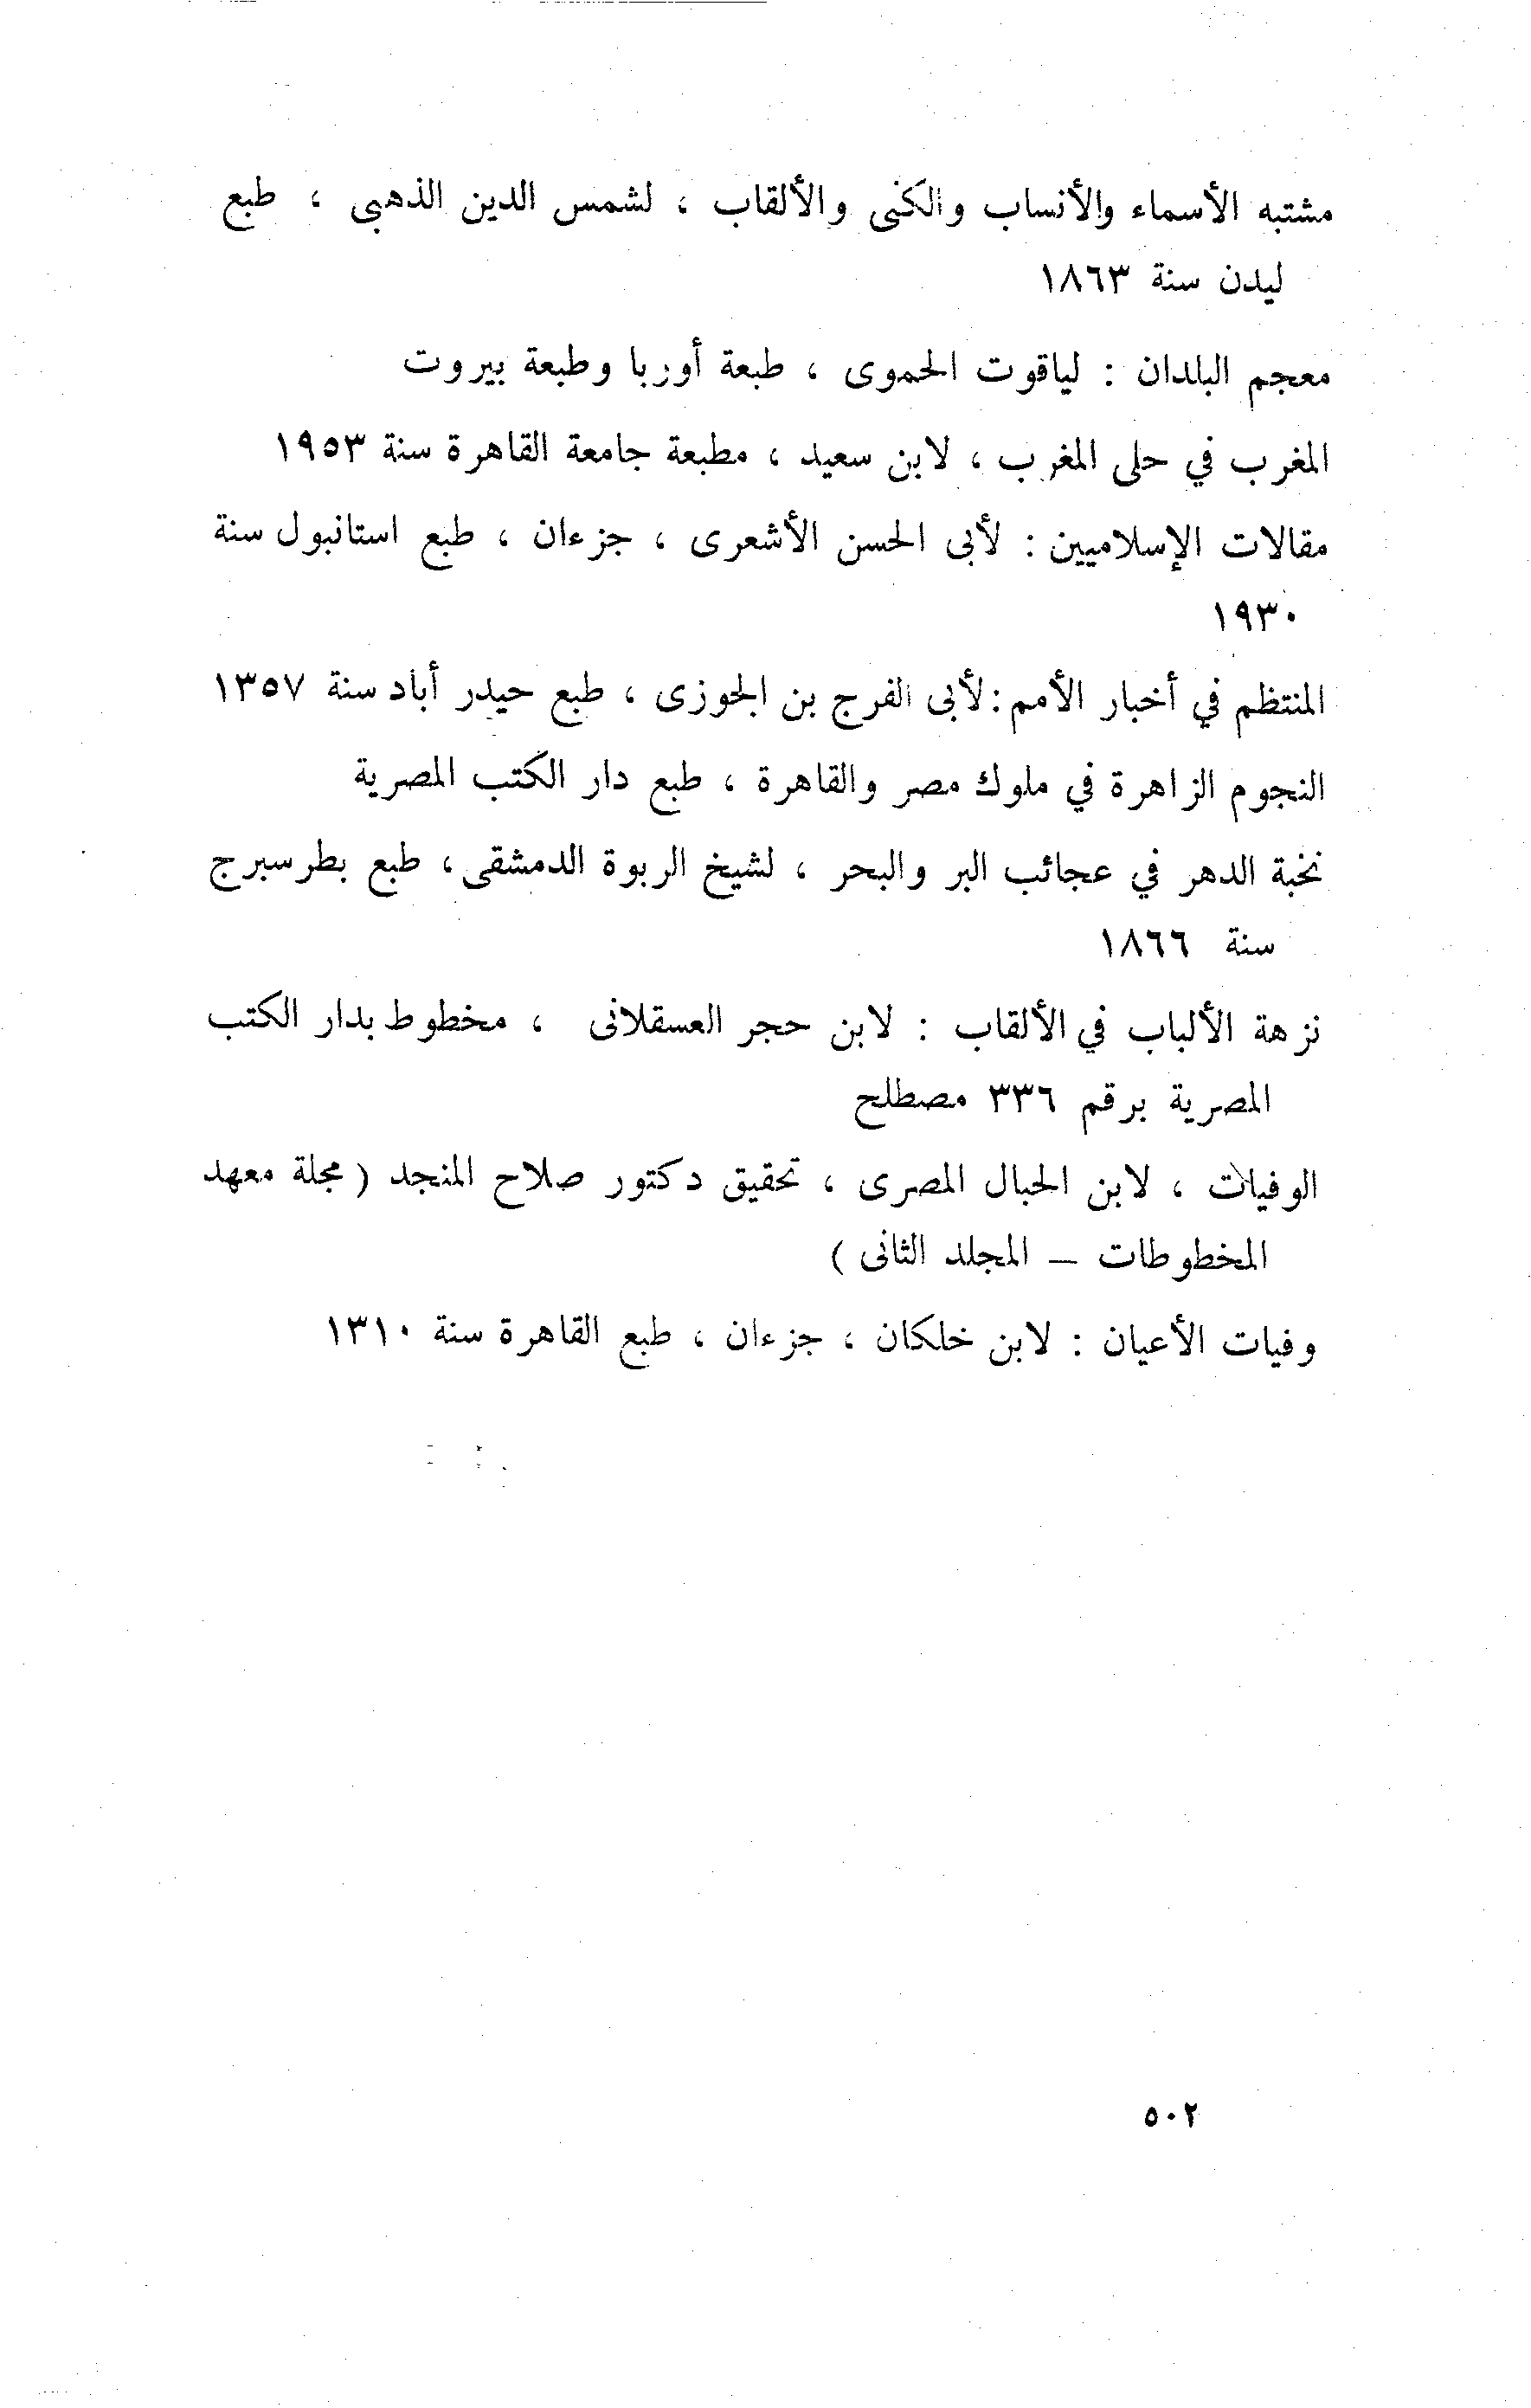 مشتبه الأسماء والأنساب والكنى والألقاب ، لشمس الدين الذهبى ، طبع
ليدن سنة ١٨٦٣
معجم البلدان : لياقوت الحموى ، طبعة أوربا وطبعة بيروت
المغرب في حلى المغرب ، لابن سعيد ، مطبعة جامعة القاهرة سنة ١٩٥٣
مقالات الإسلاميين : لأبى الحسن الأشعرى ، جزءان ، طبع استانبول سنة
١٩٣٠
المنتظم في أخبار الأمم : لأبى الفرج بن الجوزى ، طبع حيدر أباد سنة ١٣٥٧
النجوم الزاهرة في ملوك مصر والقاهرة ، طبع دار الكتب المصرية
نخبة الدهر في عجائب البر والبحر ، لشيخ الربوة الدمشقى ، طبع بطرسبرج
سنة ١٨٦٦
نزهة الألباب في الألقاب : لابن حجر العسقلانى ، مخطوط بدار الكتب
المصرية برقم ٣٣٦ مصطلح
الوفيات ، لابن الحبال المصرى ، تحقيق دكتور صلاح المنجد ( مجلة معهد
المخطوطات – المجلد الثانى )
وفيات الأعيان : لابن خلكان ، جزءان ، طبع القاهرة سنة ١٣١٠
٥٠٢